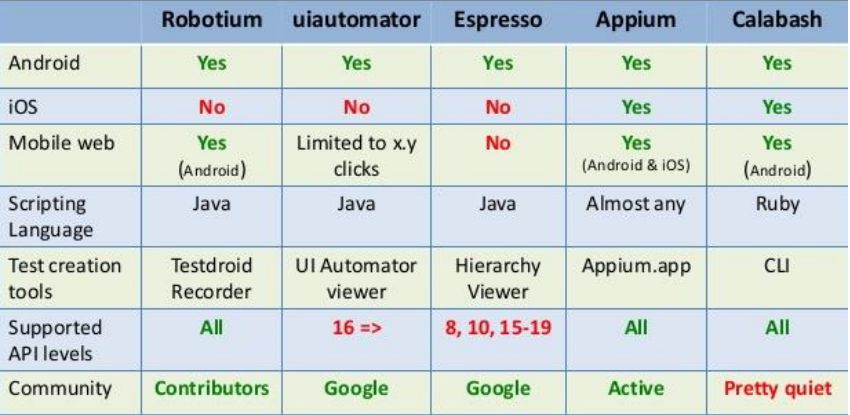 Robotium uiautomator Espresso Appium Calabash
Android Yes Yes Yes Yes Yes
iOS No No No Yes Yes
Mobile web Yes Limited to x.y No Yes Yes
(Android) clicks (Android & iOS) (Android)
Scripting Java Java Java Almost any Ruby
Language
Test creation Testdroid UI Automator Hierarchy Appium.app CLI
tools Recorder viewer Viewer
Supported All 16 => 8, 10, 15-19 All All
API levels
Community Contributors Google Google Active Pretty quiet